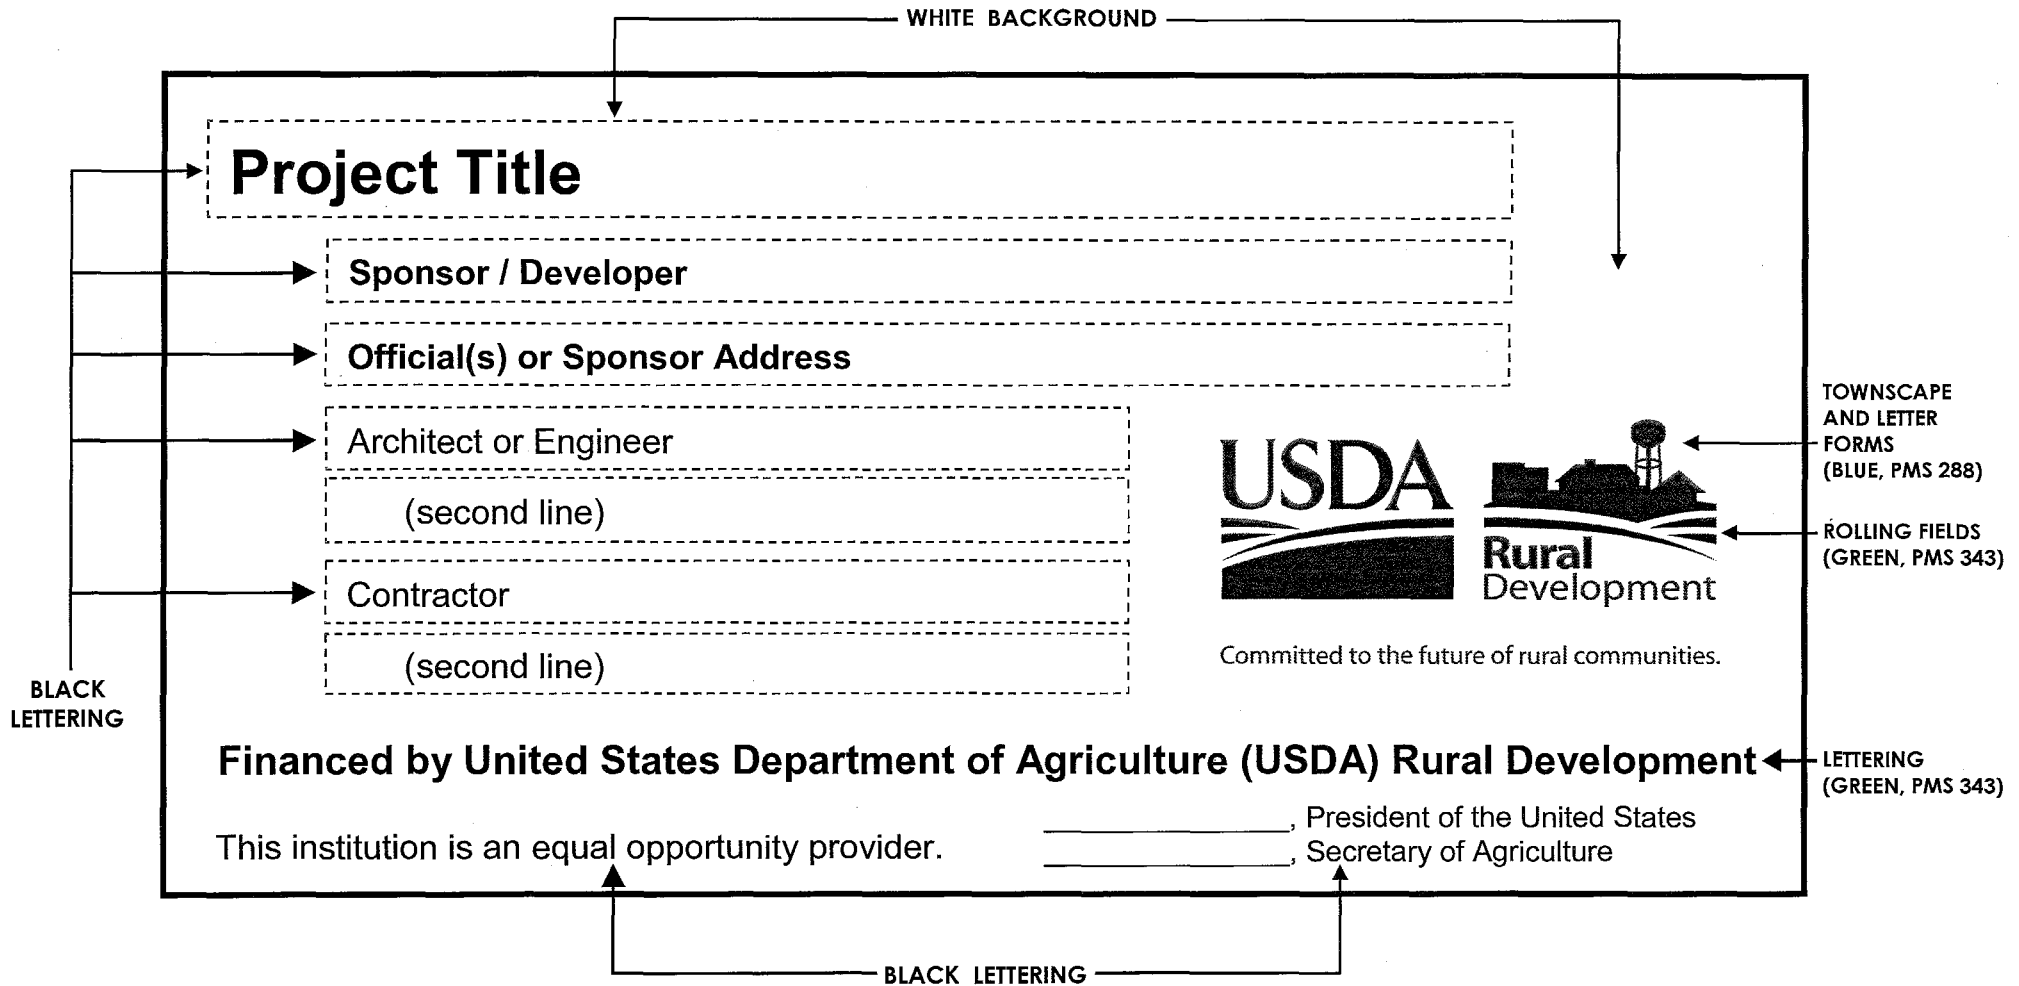 WHITE BACKGROUND
Project Title
Sponsor / Developer
Official(s) or Sponsor Address
Architect or Engineer
(second line)
Contractor
(second line)
BLACK
LETTERING
USDA
Rural
Development
Committed to the future of rural communities.
TOWNSCAPE
AND LETTER
FORMS
(BLUE, PMS 288)
ROLLING FIELDS
(GREEN, PMS 343)
Financed by United States Department of Agriculture (USDA) Rural Development
LETTERING
(GREEN, PMS 343)
This institution is an equal opportunity provider.
________________, President of the United States
________________, Secretary of Agriculture
BLACK LETTERING